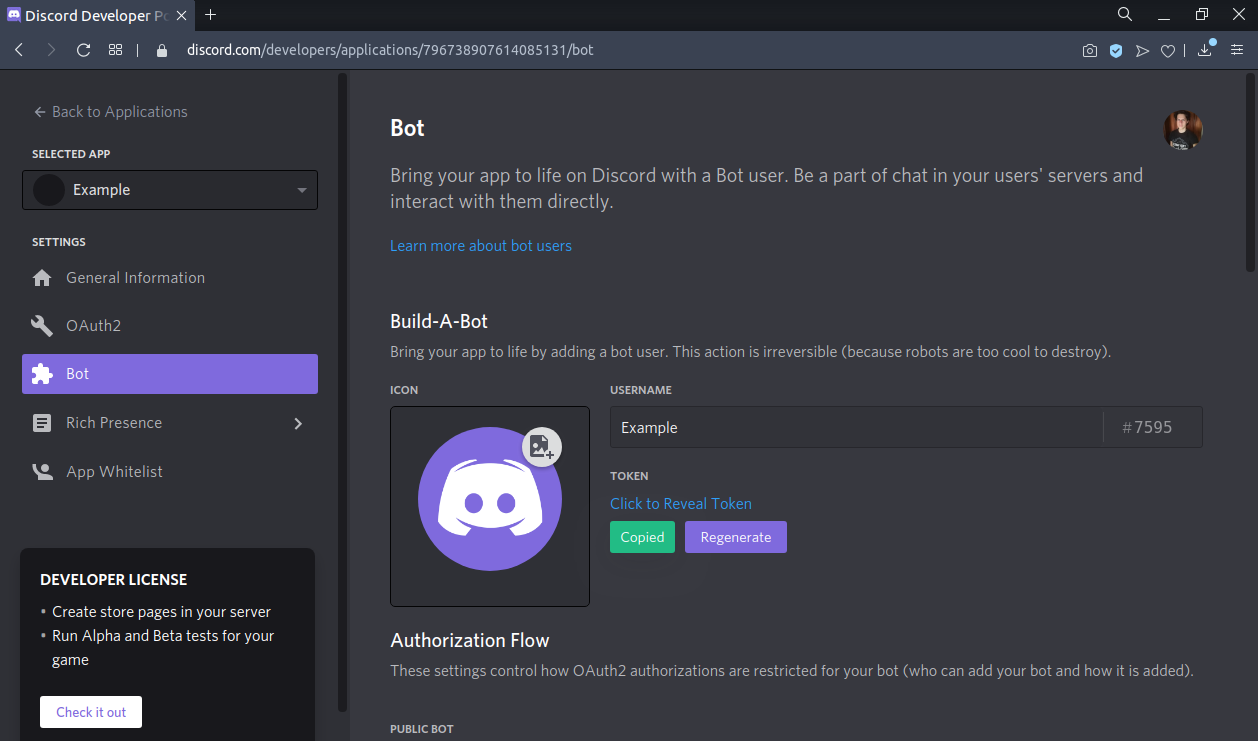 Discord Developer Po
discord.com/developers/applications/796738907614085131/bot
Back to Applications
SELECTED APP
Example
SETTINGS
General Information
OAuth2
Bot
Rich Presence
App Whitelist
DEVELOPER LICENSE
• Create store pages in your server
• Run Alpha and Beta tests for your
game
Check it out
Bot
Bring your app to life on Discord with a Bot user. Be a part of chat in your users' servers and
interact with them directly.
Learn more about bot users
Build-A-Bot
Bring your app to life by adding a bot user. This action is irreversible (because robots are too cool to destroy).
ICON
USERNAME
Example #7595
TOKEN
Click to Reveal Token
Copied Regenerate
Authorization Flow
These settings control how OAuth2 authorizations are restricted for your bot (who can add your bot and how it is added).
PUBLIC BOT